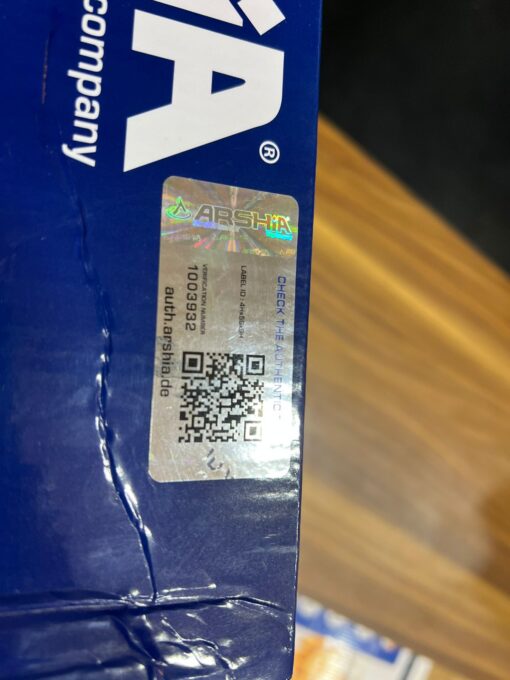 company
®
ARSHiA
CHECK THE AUTHENTIC
LABEL ID :
VERIFICATION NUMBER
1003932
auth.arshia.de